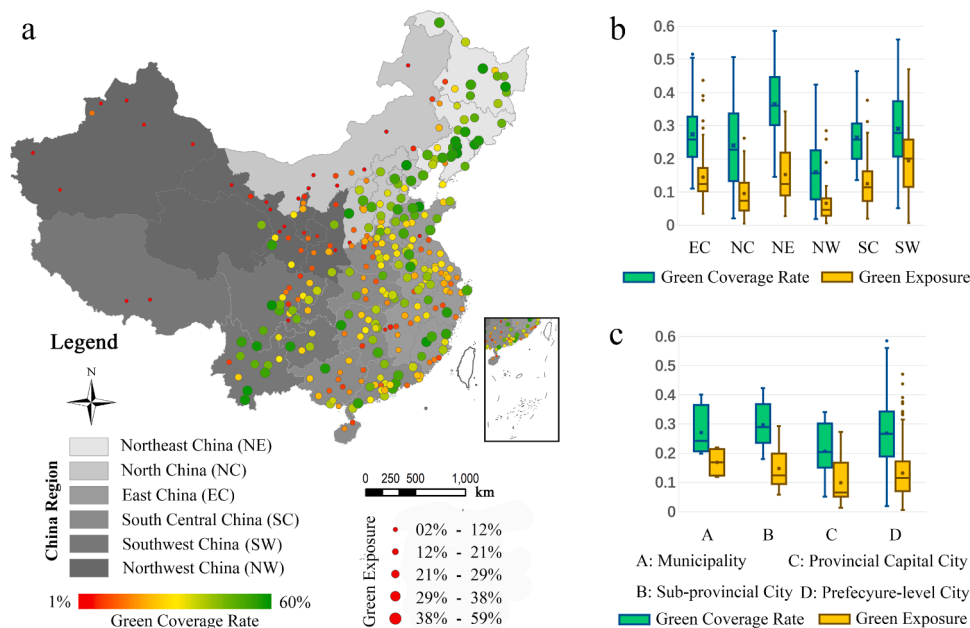 a
Legend
N
China Region
Northeast China (NE)
North China (NC)
East China (EC)
South Central China (SC)
Southwest China (SW)
Northwest China (NW)
1%
60%
Green Coverage Rate
0 250 500 1,000
km
Green Exposure
02% - 12%
12% - 21%
21% - 29%
29% - 38%
38% - 59%
b
0.6
0.5
0.4
0.3
0.2
0.1
0
EC NC NE NW SC SW
Green Coverage Rate Green Exposure
c
0.6
0.5
0.4
0.3
0.2
0.1
0
A B C D
A: Municipality C: Provincial Capital City
B: Sub-provincial City D: Prefecyure-level City
Green Coverage Rate Green Exposure